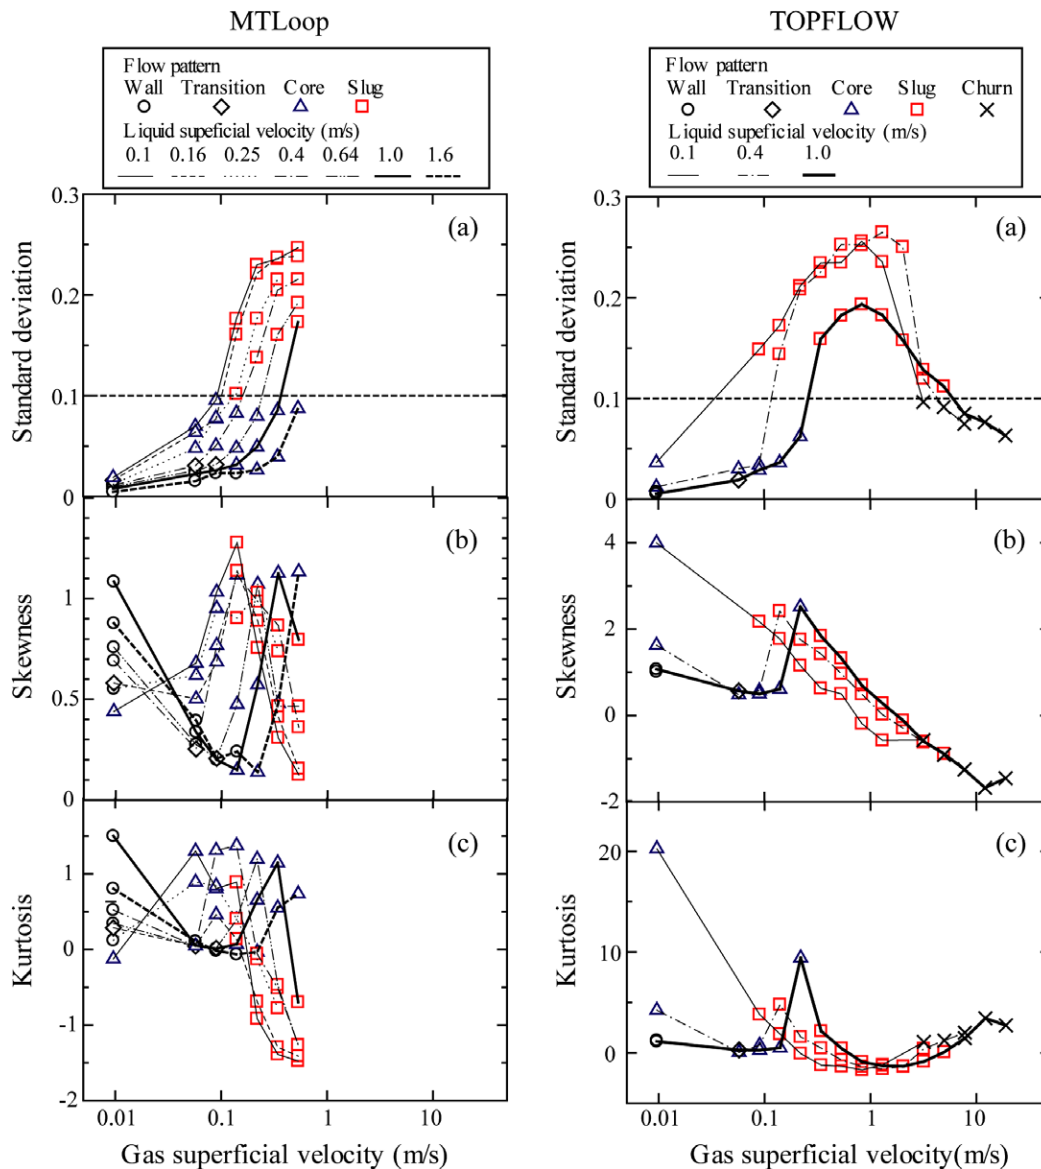 MTLoop
Flow pattern
Wall Transition Core Slug
Liquid supeficial velocity (m/s)
0.1 0.16 0.25 0.4 0.64 1.0 1.6
0.3
0.2
0.1
0
Standard deviation
(a)
1
0.5
0
Skewness
(b)
1
0
-1
-2
Kurtosis
(c)
0.01 0.1 1 10
Gas superficial velocity (m/s)
TOPFLOW
Flow pattern
Wall Transition Core Slug Churn
Liquid supeficial velocity (m/s)
0.1 0.4 1.0
0.3
0.2
0.1
0
Standard deviation
(a)
4
2
0
-2
Skewness
(b)
20
10
0
Kurtosis
(c)
0.01 0.1 1 10
Gas superficial velocity(m/s)